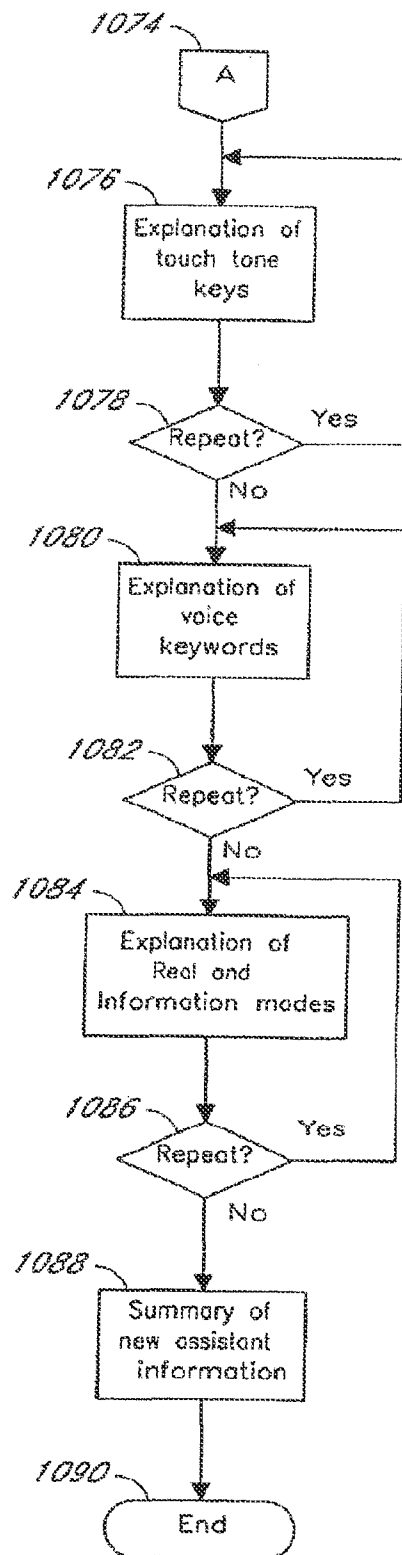 1074
A
1076
Explanation of
touch tone
keys
1078
Repeat?
Yes
No
1080
Explanation of
voice
keywords
1082
Repeat?
Yes
No
1084
Explanation of
Real and
Information modes
1086
Repeat?
Yes
No
1088
Summary of
new assistant
information
1090
End